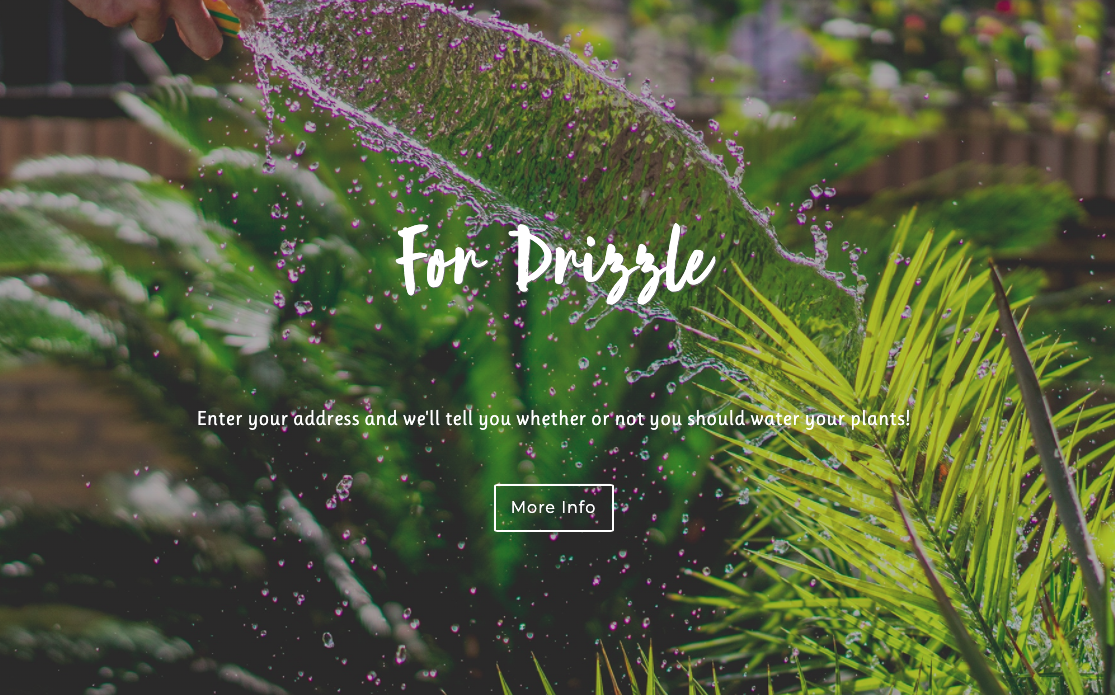 For Drizzle
Enter your address and we'll tell you whether or not you should water your plants!
More Info